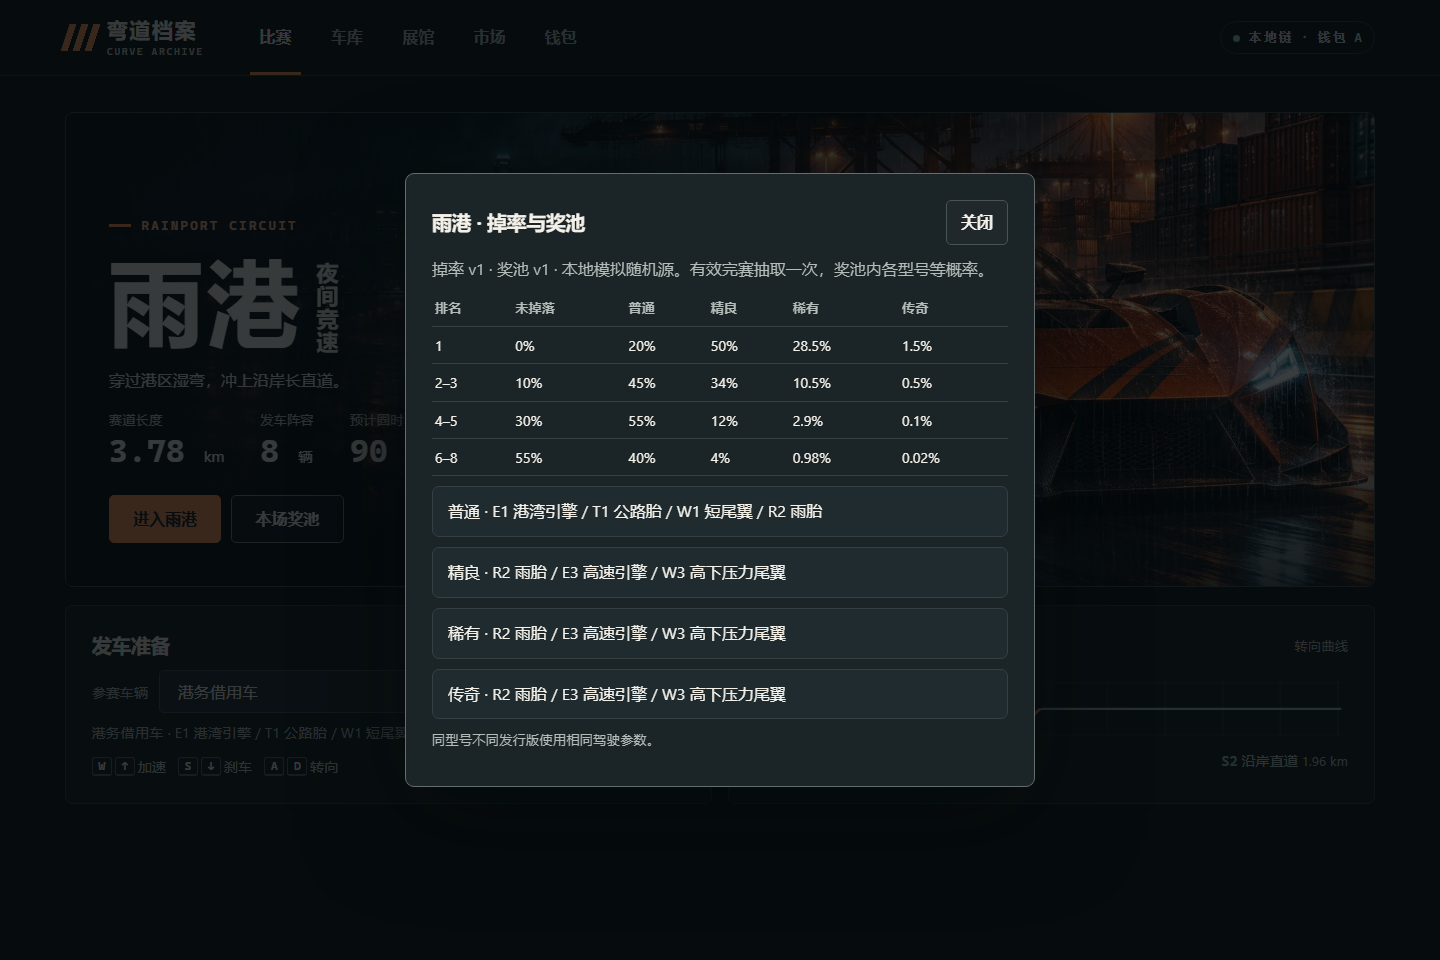 弯道档案
CURVE ARCHIVE
比赛
车库
展馆
市场
钱包
本地链 · 钱包 A
RAINPORT CIRCUIT
雨港
夜间竞速
穿过港区湿弯，冲上沿岸长直道。
赛道长度
发车阵容
预计圈时
3.78 km
8 辆
90
进入雨港
本场奖池
雨港 · 掉率与奖池
关闭
掉率 v1 · 奖池 v1 · 本地模拟随机源。有效完赛抽取一次，奖池内各型号等概率。
排名 未掉落 普通 精良 稀有 传奇
1 0% 20% 50% 28.5% 1.5%
2–3 10% 45% 34% 10.5% 0.5%
4–5 30% 55% 12% 2.9% 0.1%
6–8 55% 40% 4% 0.98% 0.02%
普通 · E1 港湾引擎 / T1 公路胎 / W1 短尾翼 / R2 雨胎
精良 · R2 雨胎 / E3 高速引擎 / W3 高下压力尾翼
稀有 · R2 雨胎 / E3 高速引擎 / W3 高下压力尾翼
传奇 · R2 雨胎 / E3 高速引擎 / W3 高下压力尾翼
同型号不同发行版使用相同驾驶参数。
发车准备
参赛车辆
港务借用车
港务借用车 · E1 港湾引擎 / T1 公路胎 / W1 短尾翼
W ↑ 加速 S ↓ 刹车 A D 转向
转向曲线
S2 沿岸直道 1.96 km